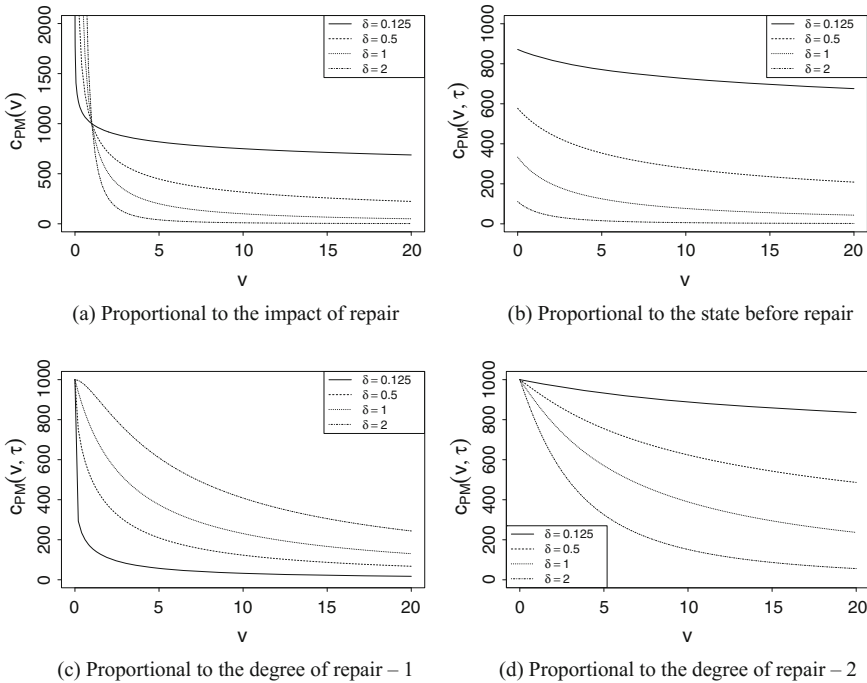 c_PM(v)
2000
1500
1000
500
0
δ = 0.125
δ = 0.5
δ = 1
δ = 2
0 5 10 15 20
v
(a) Proportional to the impact of repair
c_PM(v, τ)
1000
800
600
400
200
0
δ = 0.125
δ = 0.5
δ = 1
δ = 2
0 5 10 15 20
v
(b) Proportional to the state before repair
c_PM(v, τ)
1000
800
600
400
200
0
δ = 0.125
δ = 0.5
δ = 1
δ = 2
0 5 10 15 20
v
(c) Proportional to the degree of repair – 1
c_PM(v, τ)
1000
800
600
400
200
0
δ = 0.125
δ = 0.5
δ = 1
δ = 2
0 5 10 15 20
v
(d) Proportional to the degree of repair – 2